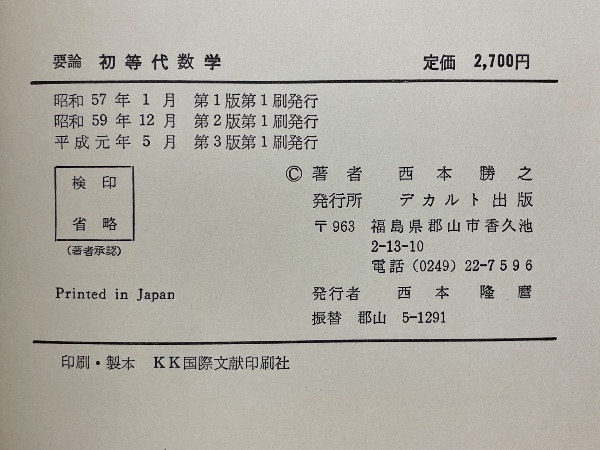 要論 初等代数学 定価 2,700円
昭和 57 年 1 月 第1版第1刷発行
昭和 59 年 12 月 第2版第1刷発行
平成元年 5 月 第3版第1刷発行
検印
省略
(著者承認)
Ⓒ 著者 西本勝之
発行所 デカルト出版
〒963 福島県郡山市香久池
2-13-10
電話 (0249) 22-7596
Printed in Japan
発行者 西本隆麿
振替 郡山 5-1291
印刷・製本 KK国際文献印刷社